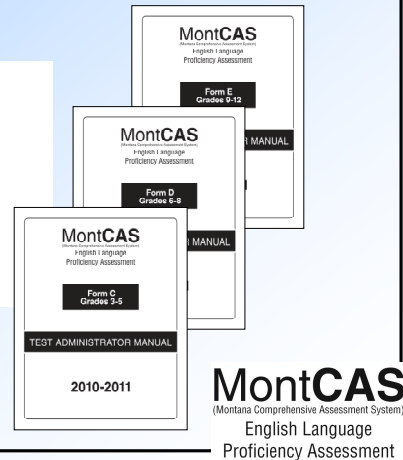 MontCAS
(Montana Comprehensive Assessment System)
English Language
Proficiency Assessment
Form E
Grades 9-12
R MANUAL
MontCAS
(Montana Comprehensive Assessment System)
English Language
Proficiency Assessment
Form D
Grades 6-8
MANUAL
MontCAS
(Montana Comprehensive Assessment System)
English Language
Proficiency Assessment
Form C
Grades 3-5
TEST ADMINISTRATOR MANUAL
2010-2011
MontCAS
(Montana Comprehensive Assessment System)
English Language
Proficiency Assessment